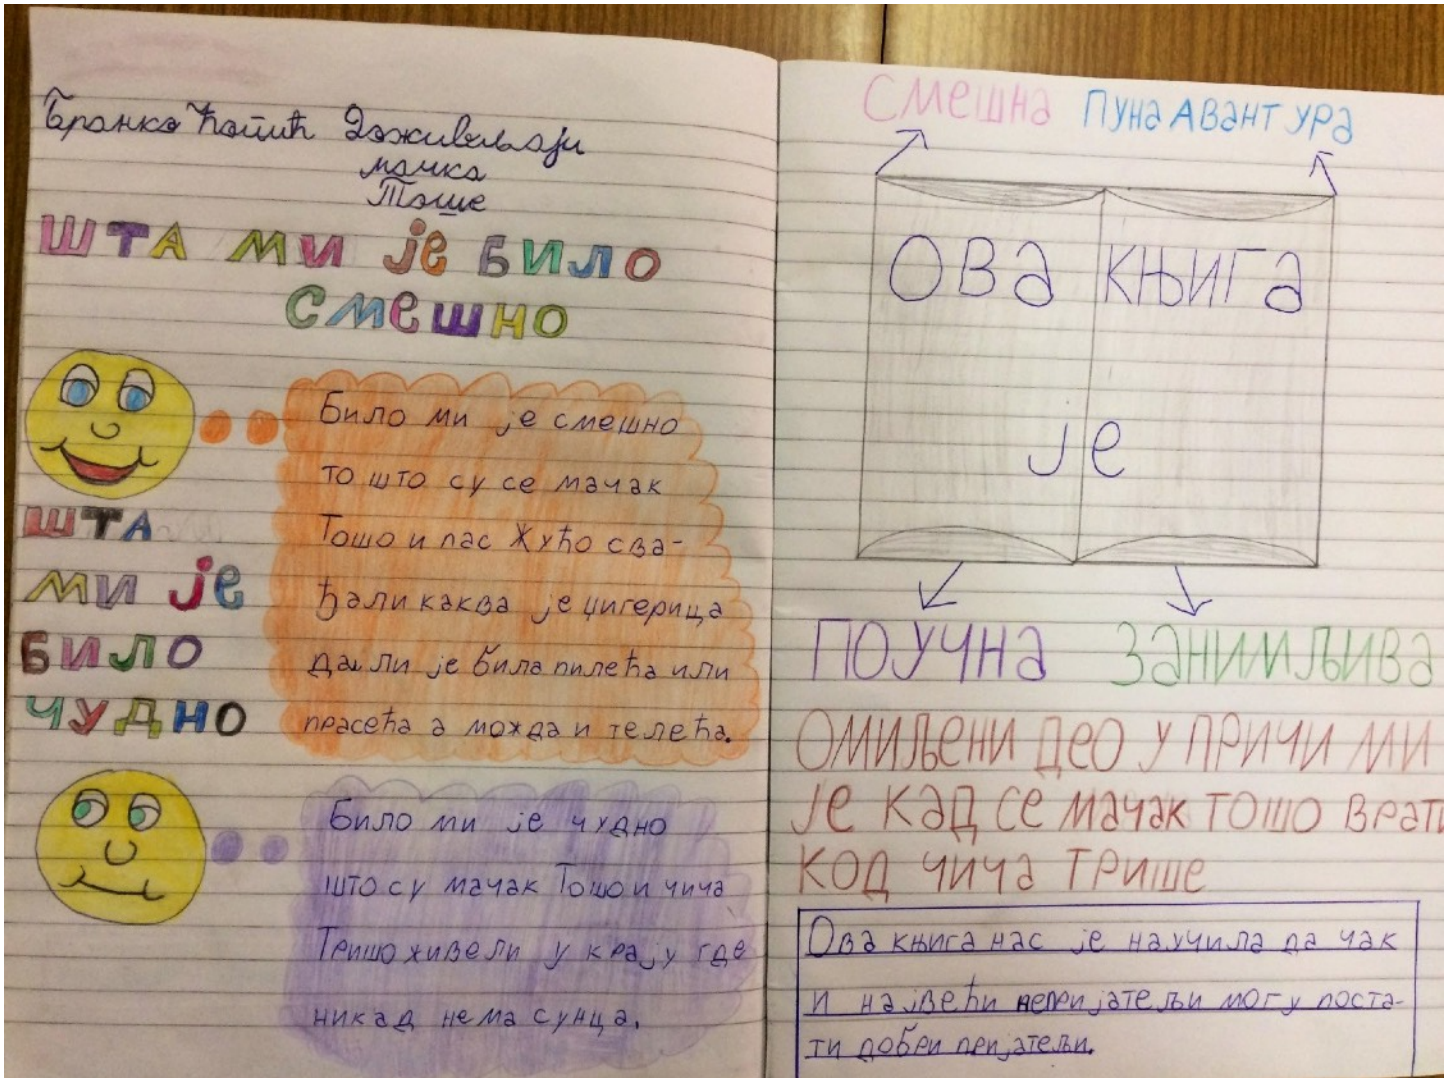 Бранко Ћопић Доживљаји
мачка
Тоше
ШТА МИ ЈЕ БИЛО
СМЕШНО
Било ми је смешно
то што су се мачак
Тошо и пас Жућо сва-
ђали каква је џигерица
да ли је била пилећа или
прасећа а можда и телећа.
ШТА
МИ ЈЕ
БИЛО
ЧУДНО
Било ми је чудно
што су мачак Тошо и чича
Тришо живели у крају где
никад нема сунца.
СМЕШНА ПУНА АВАНТУРА
ОВА КЊИГА
ЈЕ
ПОУЧНА ЗАНИМЉИВА
ОМИЉЕНИ ДЕО У ПРИЧИ МИ
ЈЕ КАД СЕ МАЧАК ТОШО ВРАТИ
КОД ЧИЧА ТРИШЕ
Ова књига нас је научила да чак
и највећи непријатељи могу поста-
ти добри пријатељи.